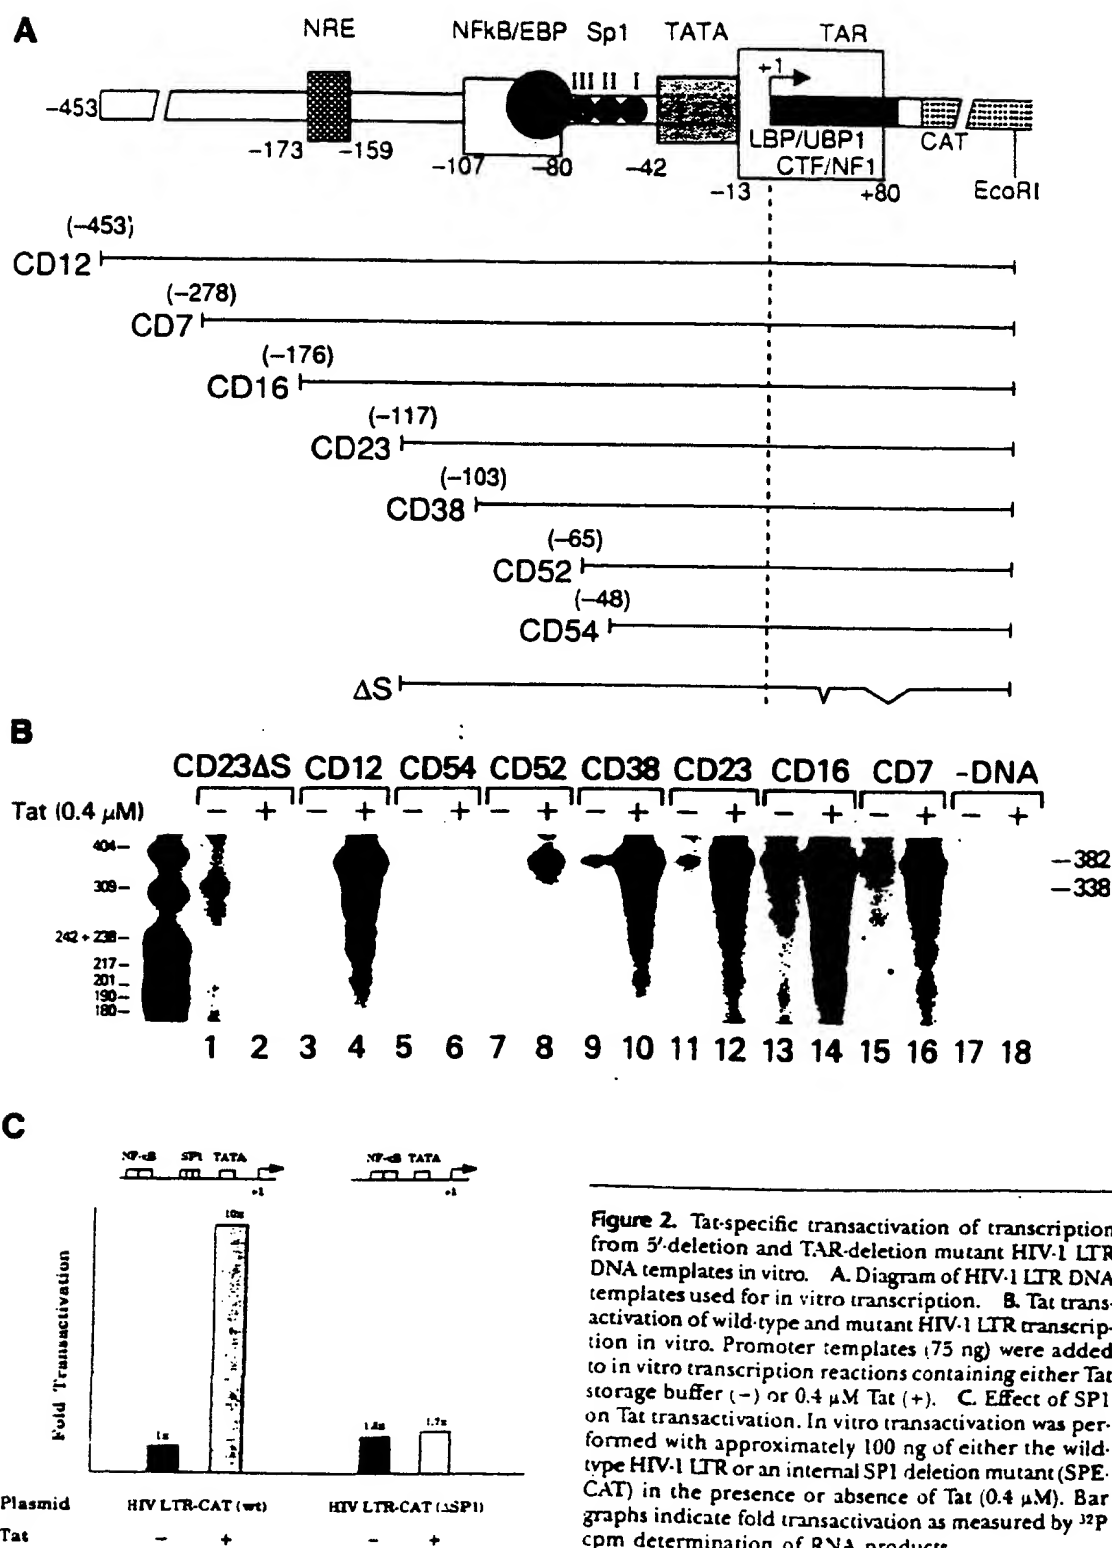 A
NRE NFkB/EBP Sp1 TATA TAR
III II I
+1
-453
LBP/UBP1
CTF/NF1
CAT
-173 -159 -107 -80 -42 -13 +80 EcoRI
(-453)
CD12
(-278)
CD7
(-176)
CD16
(-117)
CD23
(-103)
CD38
(-65)
CD52
(-48)
CD54
ΔS
B
CD23ΔS CD12 CD54 CD52 CD38 CD23 CD16 CD7 -DNA
Tat (0.4 μM) - + - + - + - + - + - + - + - + - +
404-
309-
242 + 238-
217-
201-
190-
180-
-382
-338
1 2 3 4 5 6 7 8 9 10 11 12 13 14 15 16 17 18
C
NF-κB SP1 TATA
+1
NF-κB TATA
+1
Fold Transactivation
1x 10x 1.8x 1.7x
Plasmid HIV LTR-CAT (wt) HIV LTR-CAT (ΔSP1)
Tat - + - +
Figure 2. Tat-specific transactivation of transcription
from 5′-deletion and TAR-deletion mutant HIV-1 LTR
DNA templates in vitro. A. Diagram of HIV-1 LTR DNA
templates used for in vitro transcription. B. Tat trans-
activation of wild-type and mutant HIV-1 LTR transcrip-
tion in vitro. Promoter templates (75 ng) were added
to in vitro transcription reactions containing either Tat
storage buffer (-) or 0.4 μM Tat (+). C. Effect of SP1
on Tat transactivation. In vitro transactivation was per-
formed with approximately 100 ng of either the wild-
type HIV-1 LTR or an internal SP1 deletion mutant (SPE-
CAT) in the presence or absence of Tat (0.4 μM). Bar
graphs indicate fold transactivation as measured by ³²P
cpm determination of RNA products.